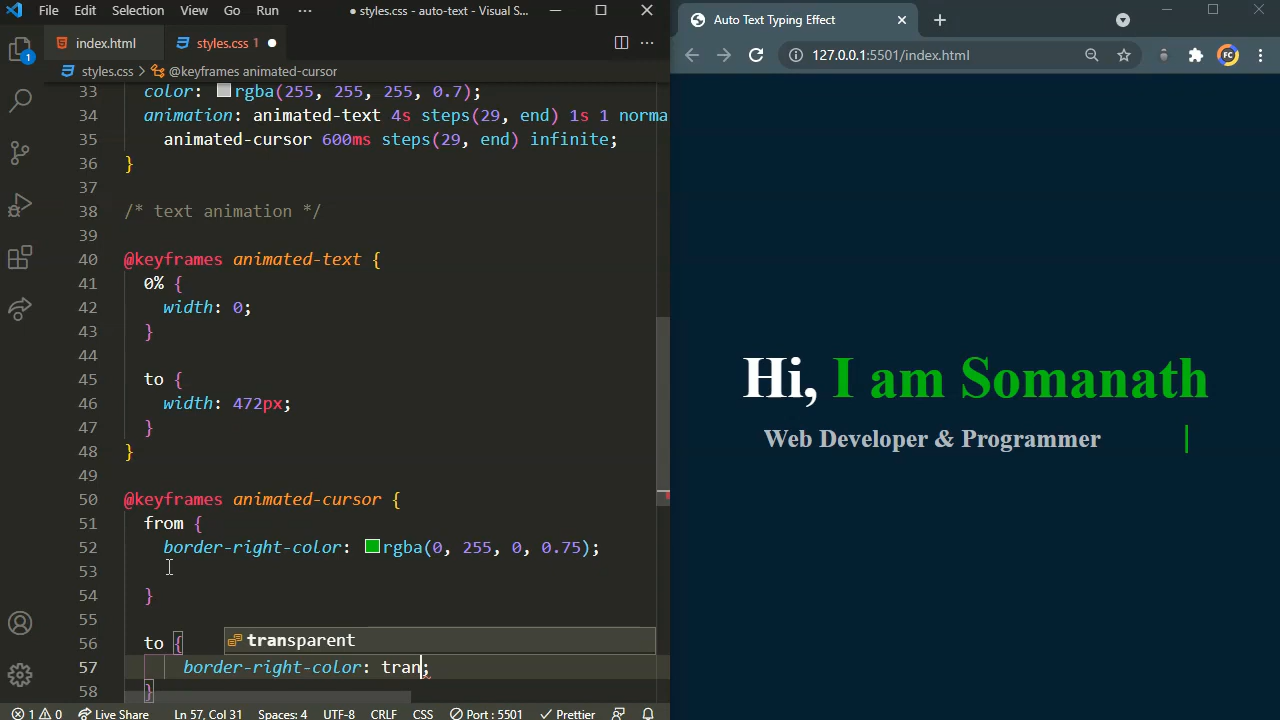 File Edit Selection View Go Run ··· ● styles.css - auto-text - Visual S...
index.html styles.css 1 ●
styles.css > @keyframes animated-cursor
33 color: rgba(255, 255, 255, 0.7);
34 animation: animated-text 4s steps(29, end) 1s 1 norma
35 animated-cursor 600ms steps(29, end) infinite;
36 }
37
38 /* text animation */
39
40 @keyframes animated-text {
41 0% {
42 width: 0;
43 }
44
45 to {
46 width: 472px;
47 }
48 }
49
50 @keyframes animated-cursor {
51 from {
52 border-right-color: rgba(0, 255, 0, 0.75);
53
54 }
55
56 to {
transparent
57 border-right-color: tran;
58 }
1
1 0 Live Share Ln 57, Col 31 Spaces: 4 UTF-8 CRLF CSS Port : 5501 Prettier
Auto Text Typing Effect
127.0.0.1:5501/index.html
FC
Hi, I am Somanath
Web Developer & Programmer